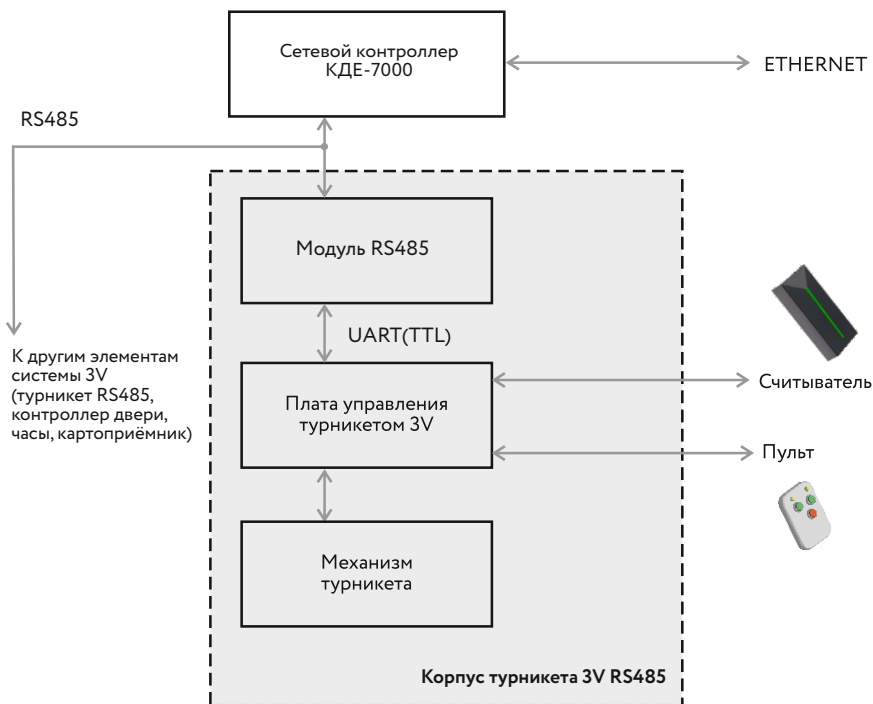 Сетевой контроллер
КДЕ-7000
ETHERNET
RS485
Модуль RS485
UART(TTL)
К другим элементам
системы 3V
(турникет RS485,
контроллер двери,
часы, картоприёмник)
Плата управления
турникетом 3V
Считыватель
Пульт
Механизм
турникета
Корпус турникета 3V RS485